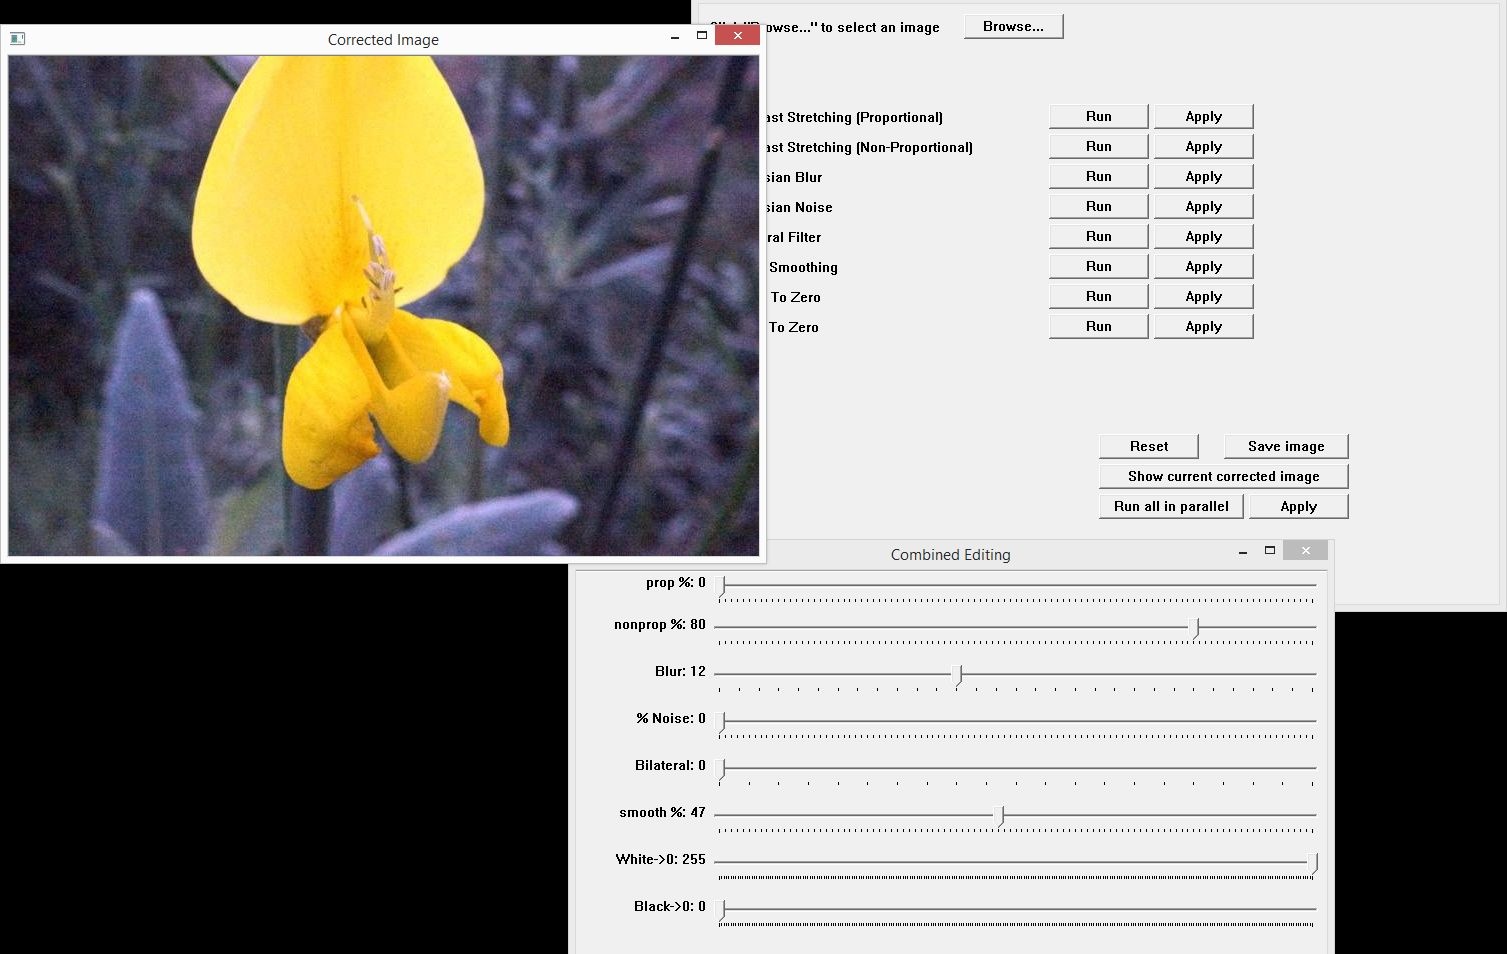 Corrected Image
"Browse..." to select an image
Browse...
ast Stretching (Proportional) Run Apply
ast Stretching (Non-Proportional) Run Apply
sian Blur Run Apply
sian Noise Run Apply
ral Filter Run Apply
Smoothing Run Apply
To Zero Run Apply
To Zero Run Apply
Reset Save image
Show current corrected image
Run all in parallel Apply
Combined Editing
prop %: 0
nonprop %: 80
Blur: 12
% Noise: 0
Bilateral: 0
smooth %: 47
White->0: 255
Black->0: 0